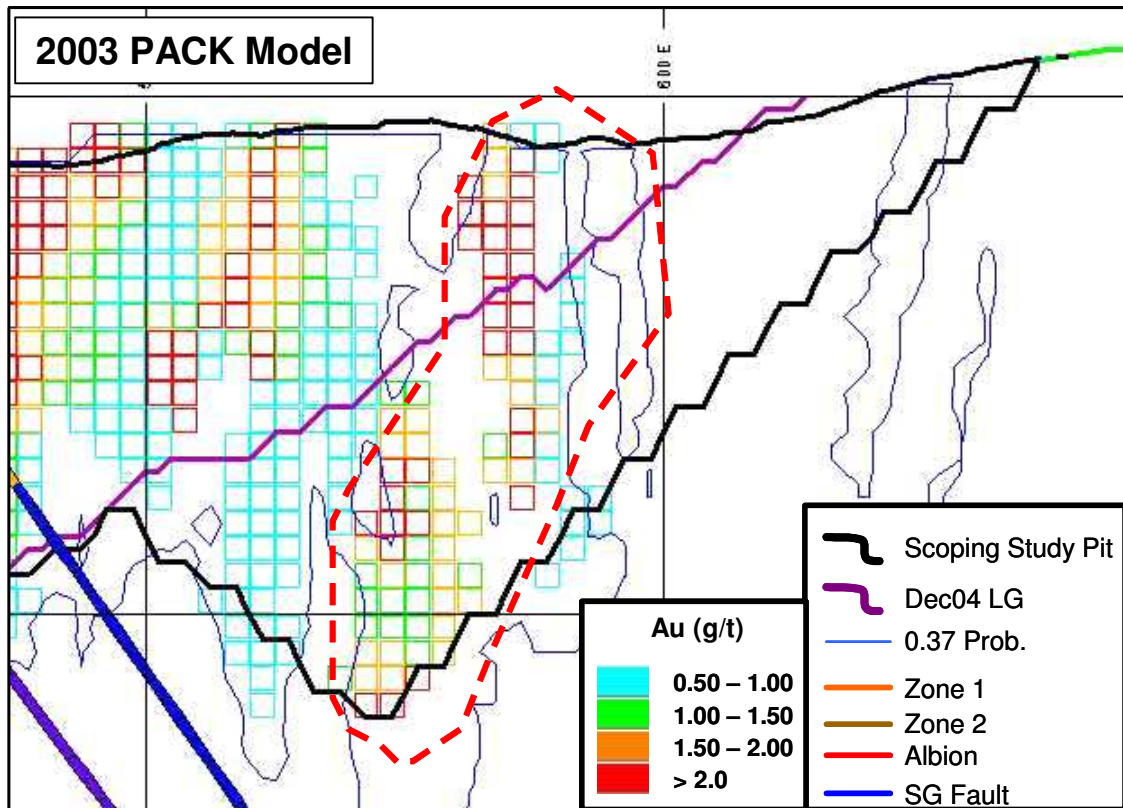 2003 PACK Model
600 E
Scoping Study Pit
Dec04 LG
0.37 Prob.
Zone 1
Zone 2
Albion
SG Fault
Au (g/t)
0.50 – 1.00
1.00 – 1.50
1.50 – 2.00
> 2.0